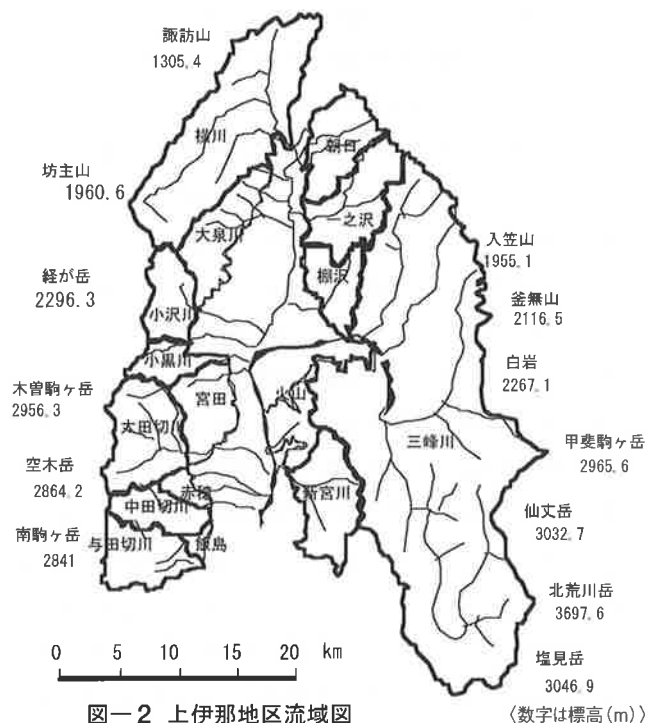 諏訪山
1305.4
横川
朝日
坊主山
1960.6
大泉川
一之沢
入笠山
1955.1
経が岳
2296.3
棚沢
釜無山
2116.5
小沢川
小黒川
白岩
2267.1
木曽駒ヶ岳
2956.3
宮田
火山
太田切川
三峰川
甲斐駒ヶ岳
2965.6
空木岳
2864.2
赤穂
中田切川
新宮川
仙丈岳
3032.7
南駒ヶ岳
2841
与田切川
飯島
北荒川岳
3697.6
塩見岳
3046.9
0 5 10 15 20 km
図ー2 上伊那地区流域図
〈数字は標高(m)〉